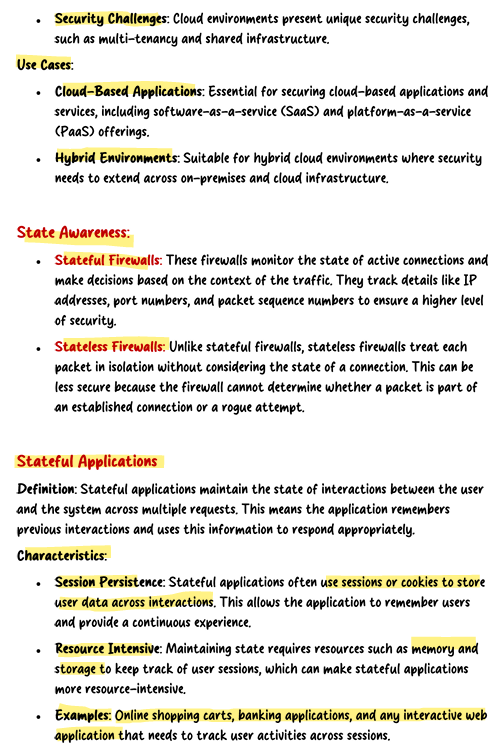 • Security Challenges: Cloud environments present unique security challenges,
such as multi-tenancy and shared infrastructure.
Use Cases:
• Cloud-Based Applications: Essential for securing cloud-based applications and
services, including software-as-a-service (SaaS) and platform-as-a-service
(PaaS) offerings.
• Hybrid Environments: Suitable for hybrid cloud environments where security
needs to extend across on-premises and cloud infrastructure.
State Awareness:
• Stateful Firewalls: These firewalls monitor the state of active connections and
make decisions based on the context of the traffic. They track details like IP
addresses, port numbers, and packet sequence numbers to ensure a higher level
of security.
• Stateless Firewalls: Unlike stateful firewalls, stateless firewalls treat each
packet in isolation without considering the state of a connection. This can be
less secure because the firewall cannot determine whether a packet is part of
an established connection or a rogue attempt.
Stateful Applications
Definition: Stateful applications maintain the state of interactions between the user
and the system across multiple requests. This means the application remembers
previous interactions and uses this information to respond appropriately.
Characteristics:
• Session Persistence: Stateful applications often use sessions or cookies to store
user data across interactions. This allows the application to remember users
and provide a continuous experience.
• Resource Intensive: Maintaining state requires resources such as memory and
storage to keep track of user sessions, which can make stateful applications
more resource-intensive.
• Examples: Online shopping carts, banking applications, and any interactive web
application that needs to track user activities across sessions.